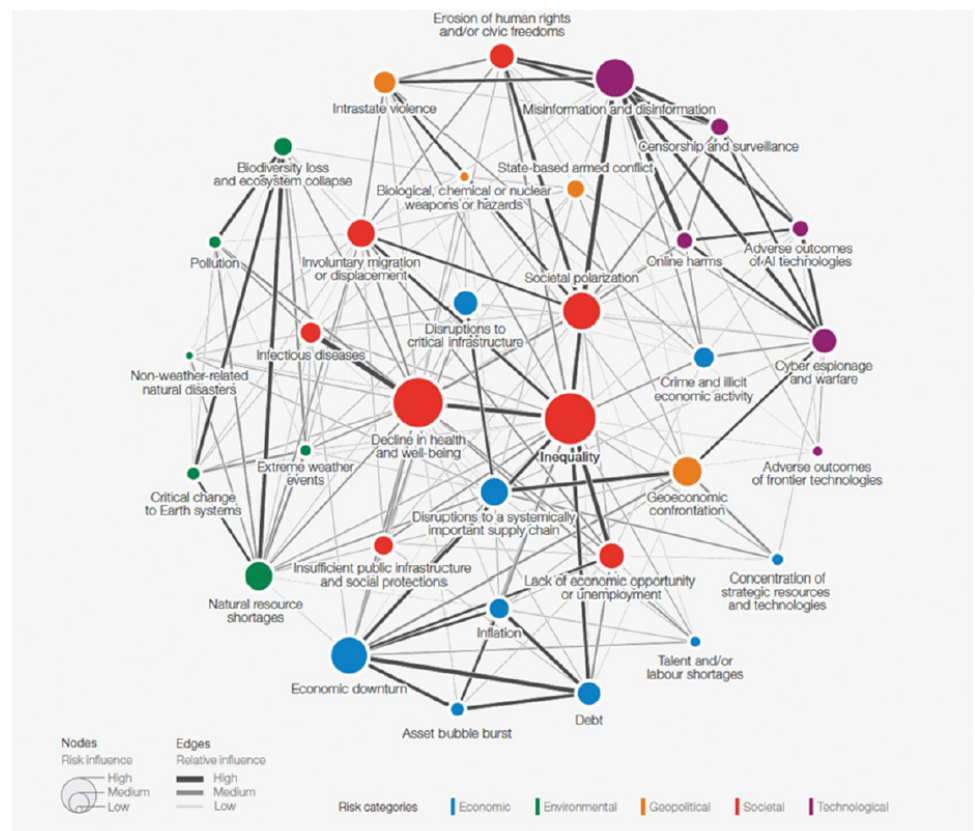 Erosion of human rights
and/or civic freedoms
Intrastate violence
Misinformation and disinformation
Censorship and surveillance
Biodiversity loss
and ecosystem collapse
State-based armed conflict
Biological, chemical or nuclear
weapons or hazards
Pollution
Involuntary migration
or displacement
Societal polarization
Online harms
Adverse outcomes
of AI technologies
Disruptions to
critical infrastructure
Infectious diseases
Non-weather-related
natural disasters
Crime and illicit
economic activity
Cyber espionage
and warfare
Decline in health
and well-being
Inequality
Extreme weather
events
Adverse outcomes
of frontier technologies
Critical change
to Earth systems
Geoeconomic
confrontation
Disruptions to a systemically
important supply chain
Insufficient public infrastructure
and social protections
Lack of economic opportunity
or unemployment
Concentration of
strategic resources
and technologies
Natural resource
shortages
Inflation
Talent and/or
labour shortages
Economic downturn
Debt
Asset bubble burst
Nodes
Risk influence
High
Medium
Low
Edges
Relative influence
High
Medium
Low
Risk categories
Economic
Environmental
Geopolitical
Societal
Technological